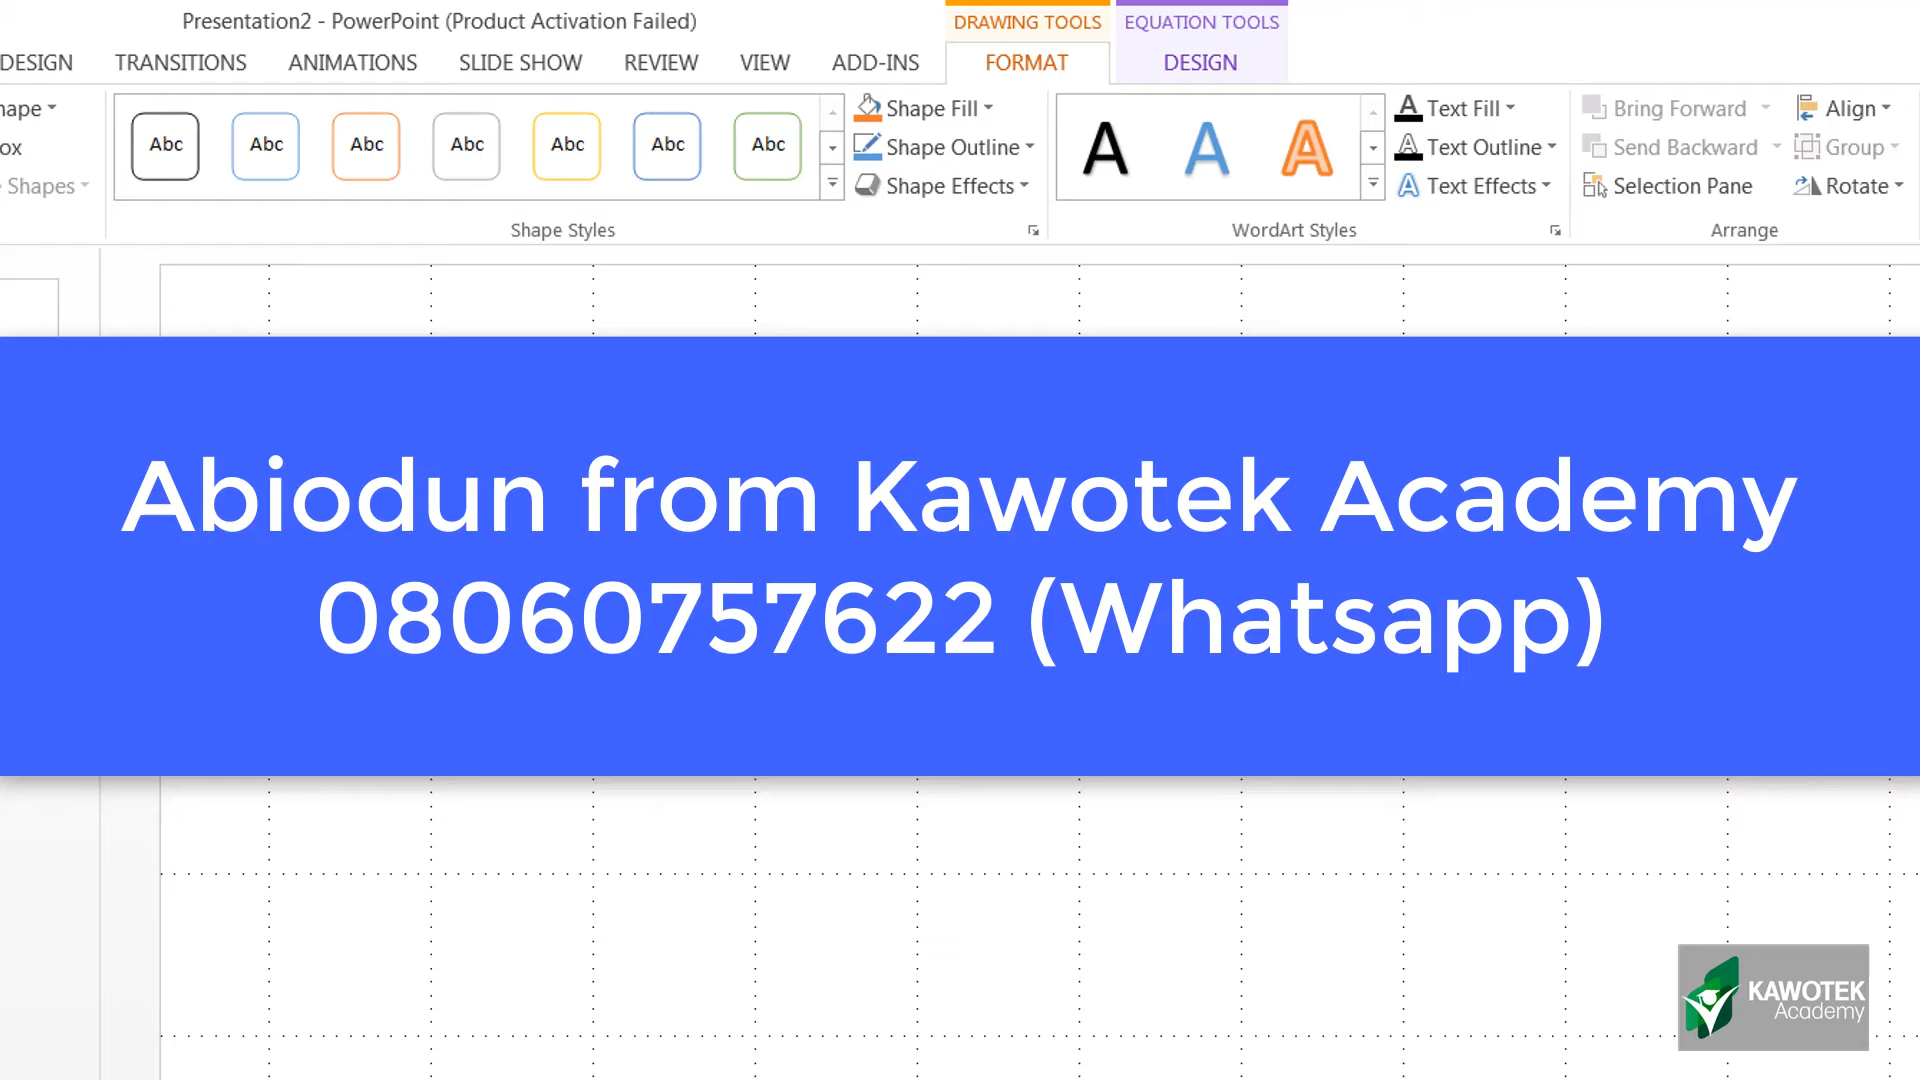 Presentation2 - PowerPoint (Product Activation Failed)
DRAWING TOOLS EQUATION TOOLS
DESIGN TRANSITIONS ANIMATIONS SLIDE SHOW REVIEW VIEW ADD-INS FORMAT DESIGN
Abc Abc Abc Abc Abc Abc Abc
Shape Fill
Shape Outline
Shape Effects
Shape Styles
A A A
Text Fill
Text Outline
Text Effects
WordArt Styles
Bring Forward Align
Send Backward Group
Selection Pane Rotate
Arrange
Shapes
Abiodun from Kawotek Academy
08060757622 (Whatsapp)
KAWOTEK
Academy